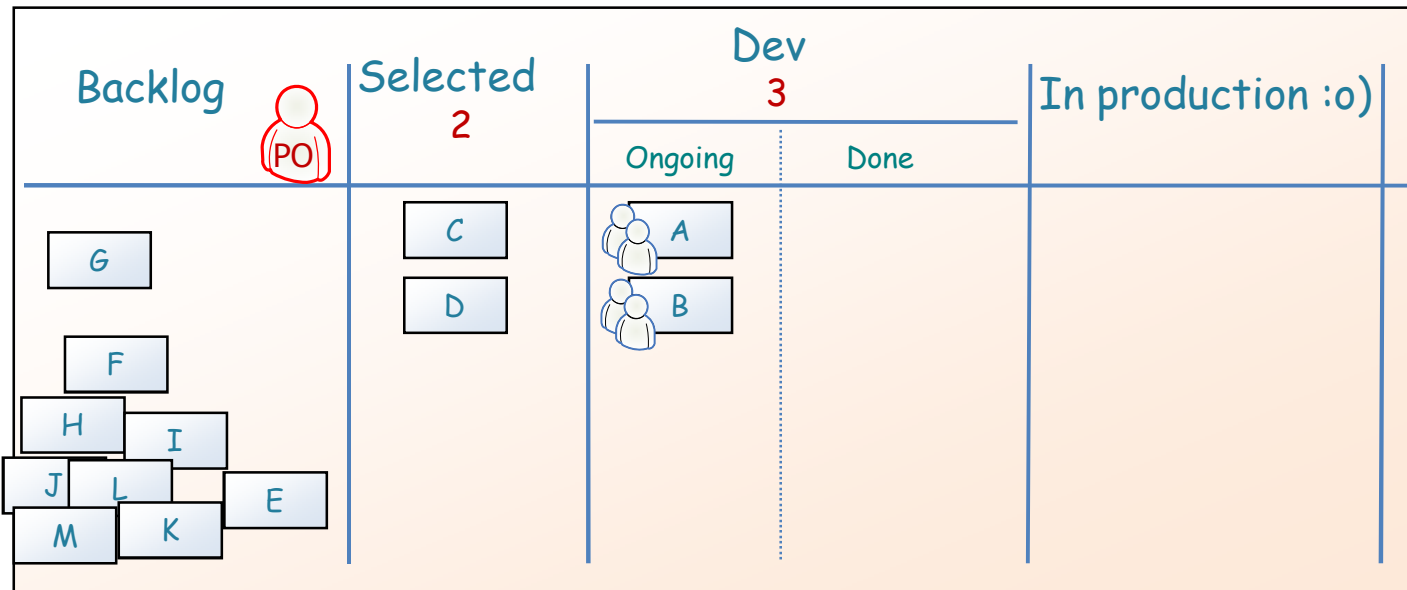 Backlog
PO
Selected
2
Dev
3
Ongoing
Done
In production :o)
G
F
H
I
J
L
E
M
K
C
D
A
B